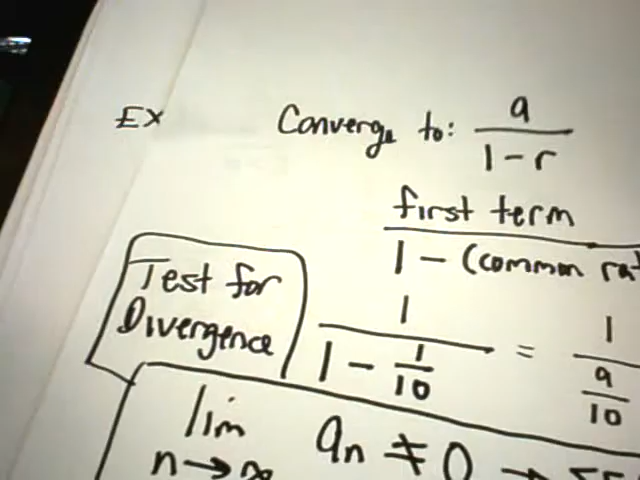 EX
Converge to: a / 1 - r
first term / 1 - (common
Test for
Divergence
1 / 1 - 1/10 = 1 / 9/10
lim n→∞ an ≠ 0 →